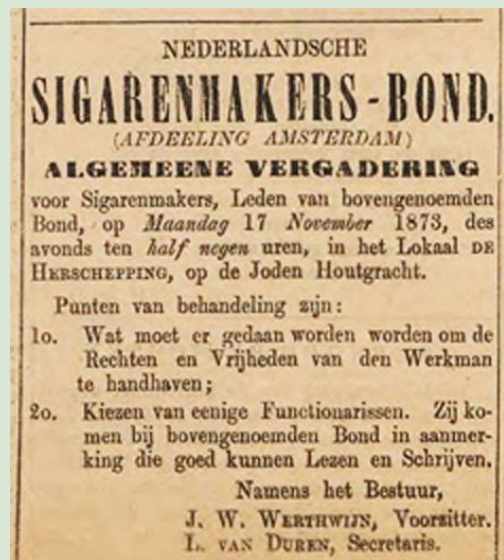 NEDERLANDSCHE
SIGARENMAKERS-BOND.
(AFDEELING AMSTERDAM)
ALGEMEENE VERGADERING
voor Sigarenmakers, Leden van bovengenoemden
Bond, op Maandag 17 November 1873, des
avonds ten half negen uren, in het Lokaal DE
HERSCHEPPING, op de Joden Houtgracht.
Punten van behandeling zijn:
1o. Wat moet er gedaan worden worden om de
Rechten en Vrijheden van den Werkman
te handhaven;
2o. Kiezen van eenige Functionarissen. Zij ko-
men bij bovengenoemden Bond in aanmer-
king die goed kunnen Lezen en Schrijven.
Namens het Bestuur,
J. W. WERTHWIJN, Voorzitter.
L. VAN DUREN, Secretaris.